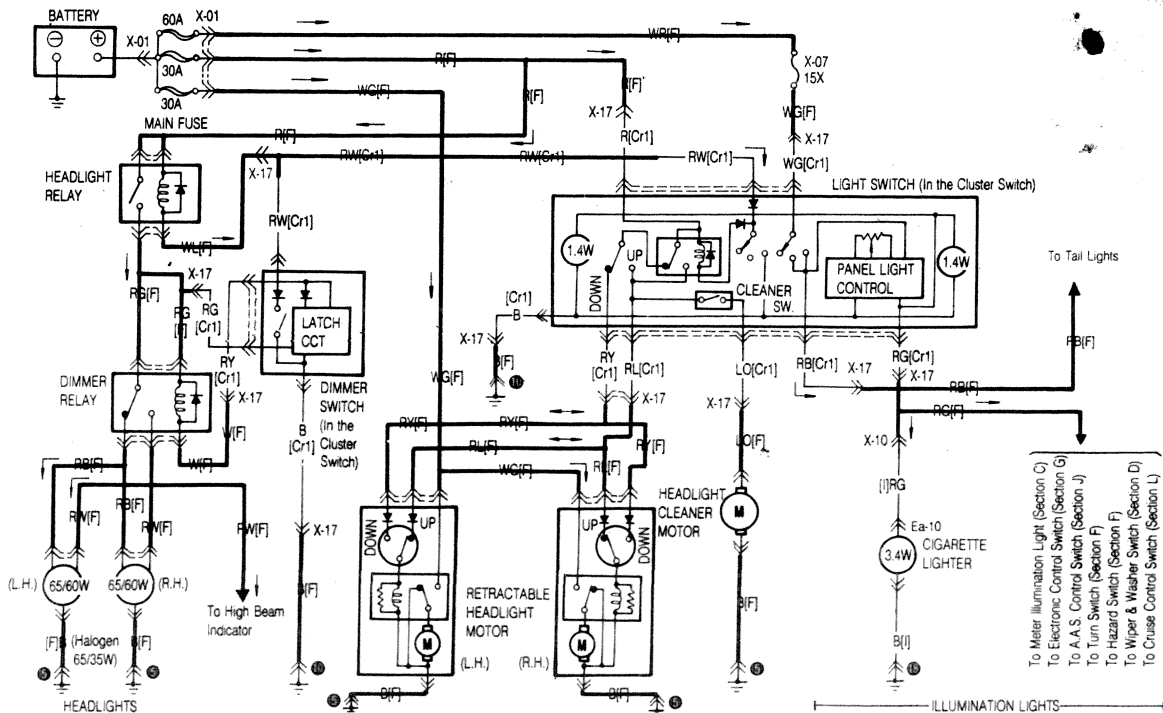 BATTERY
60A
X-01
X-01
30A
30A
MAIN FUSE
WR[F]
R[F]
WG[F]
R[F]
R[F]
R[F]
X-07
15X
WG[F]
X-17
WG[Cr1]
X-17
R[Cr1]
HEADLIGHT
RELAY
X-17
RW[Cr1]
RW[Cr1]
RW[Cr1]
LIGHT SWITCH (In the Cluster Switch)
RW[Cr1]
WL[F]
1.4W
DOWN
UP
CLEANER
SW.
PANEL LIGHT
CONTROL
1.4W
To Tail Lights
X-17
RG[F]
RG
[F]
RG
[Cr1]
LATCH
CCT
[Cr1]
B
X-17
B[F]
10
RY
[Cr1]
RL[Cr1]
LO[Cr1]
RB[Cr1]
RG[Cr1]
X-17
X-17
RB[F]
RB[F]
RG[F]
RY
[Cr1]
X-17
DIMMER
RELAY
W[F]
W[F]
DIMMER
SWITCH
(In the
Cluster
Switch)
B
[Cr1]
WG[F]
X-17
X-17
RY[F]
RY[F]
RY[F]
RL[F]
RL[F]
WG[F]
LO[F]
X-10
[I]RG
RB[F]
RB[F]
RW[F]
RW[F]
RW[F]
X-17
DOWN
UP
UP
DOWN
HEADLIGHT
CLEANER
MOTOR
M
Ea-10
3.4W
CIGARETTE
LIGHTER
(L.H.)
65/60W
65/60W
(R.H.)
To High Beam
Indicator
B[F]
RETRACTABLE
HEADLIGHT
MOTOR
M
(L.H.)
(R.H.)
M
B[F]
B[I]
[F]B
(Halogen
65/35W)
B[F]
B[F]
B[F]
To Meter Illumination Light (Section C)
To Electronic Control Switch (Section G)
To A.A.S. Control Switch (Section J)
To Turn Switch (Section F)
To Hazard Switch (Section F)
To Wiper & Washer Switch (Section D)
To Cruise Control Switch (Section L)
HEADLIGHTS
ILLUMINATION LIGHTS